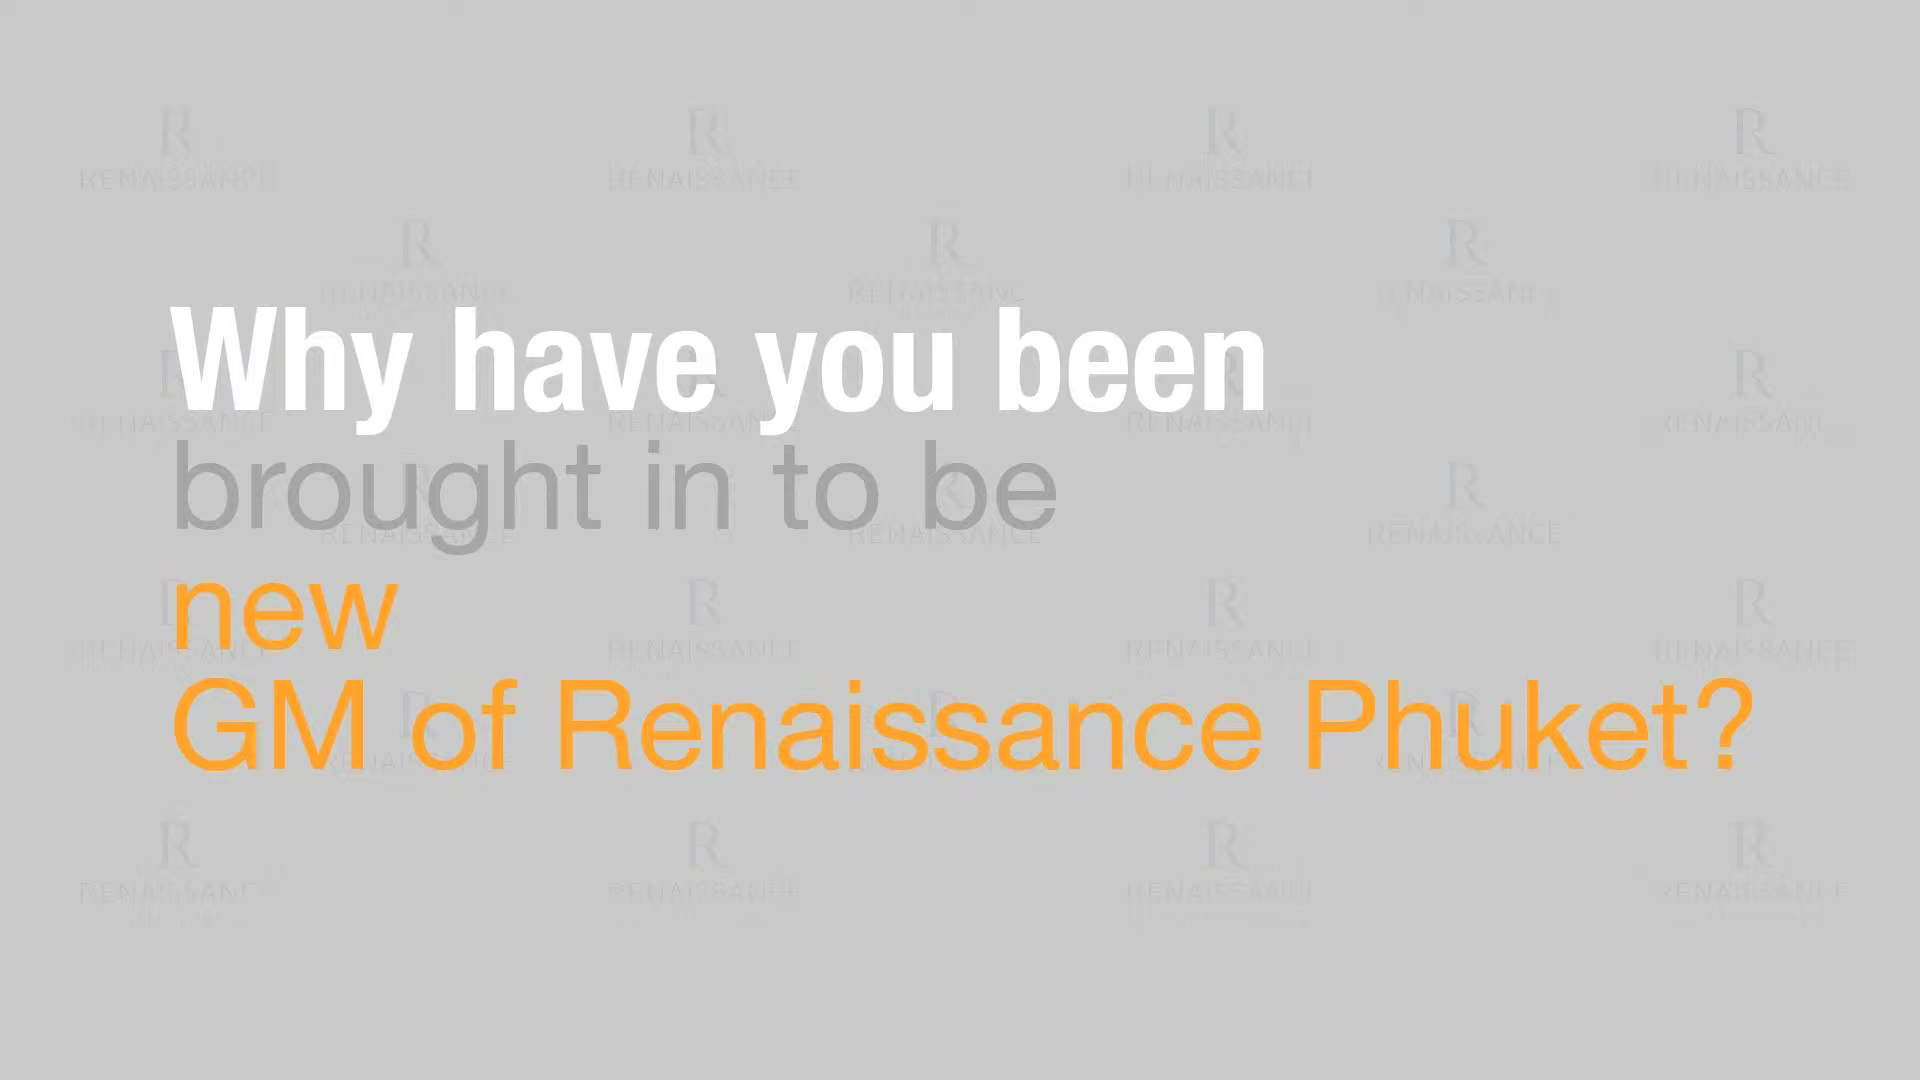 Why have you been
brought in to be
new
GM of Renaissance Phuket?